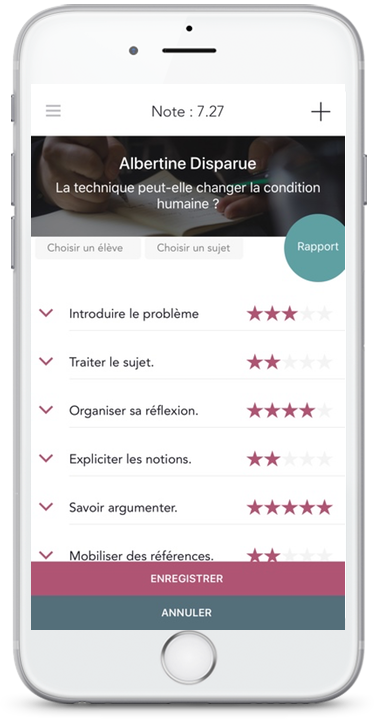 Note : 7.27
Albertine Disparue
La technique peut-elle changer la condition
humaine ?
Choisir un élève
Choisir un sujet
Rapport
Introduire le problème
Traiter le sujet.
Organiser sa réflexion.
Expliciter les notions.
Savoir argumenter.
Mobiliser des références.
ENREGISTRER
ANNULER